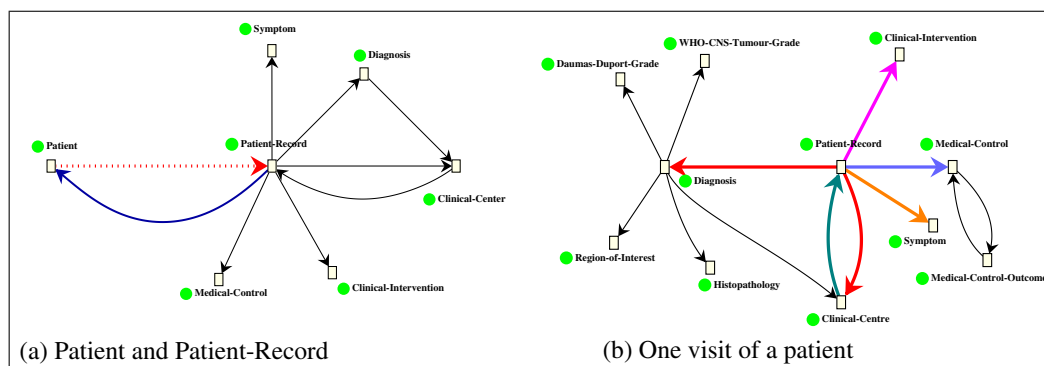 Symptom
Diagnosis
Patient
Patient-Record
Clinical-Center
Medical-Control
Clinical-Intervention
(a) Patient and Patient-Record
WHO-CNS-Tumour-Grade
Clinical-Intervention
Daumas-Duport-Grade
Patient-Record
Medical-Control
Diagnosis
Symptom
Region-of-Interest
Histopathology
Medical-Control-Outcome
Clinical-Centre
(b) One visit of a patient